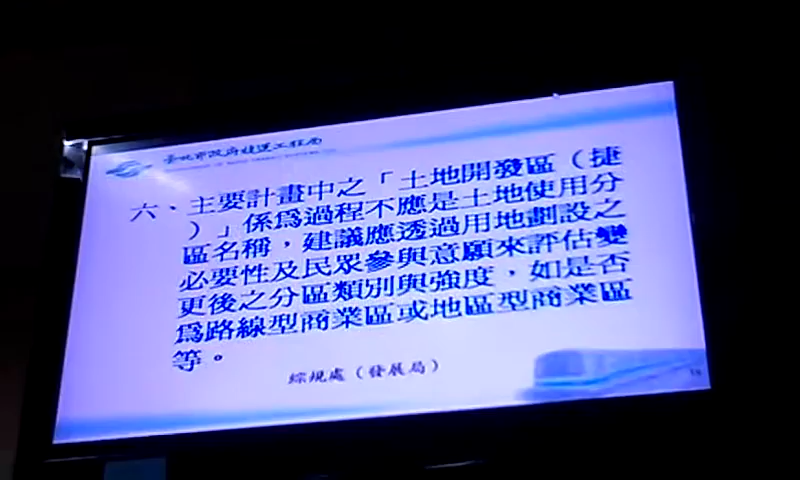 臺北市政府捷運工程局
六、主要計畫中之「土地開發區（捷
）」係為過程不應是土地使用分
區名稱，建議應透過用地劃設之
必要性及民眾參與意願來評估變
更後之分區類別與強度，如是否
為路線型商業區或地區型商業區
等。
綜規處（發展局）